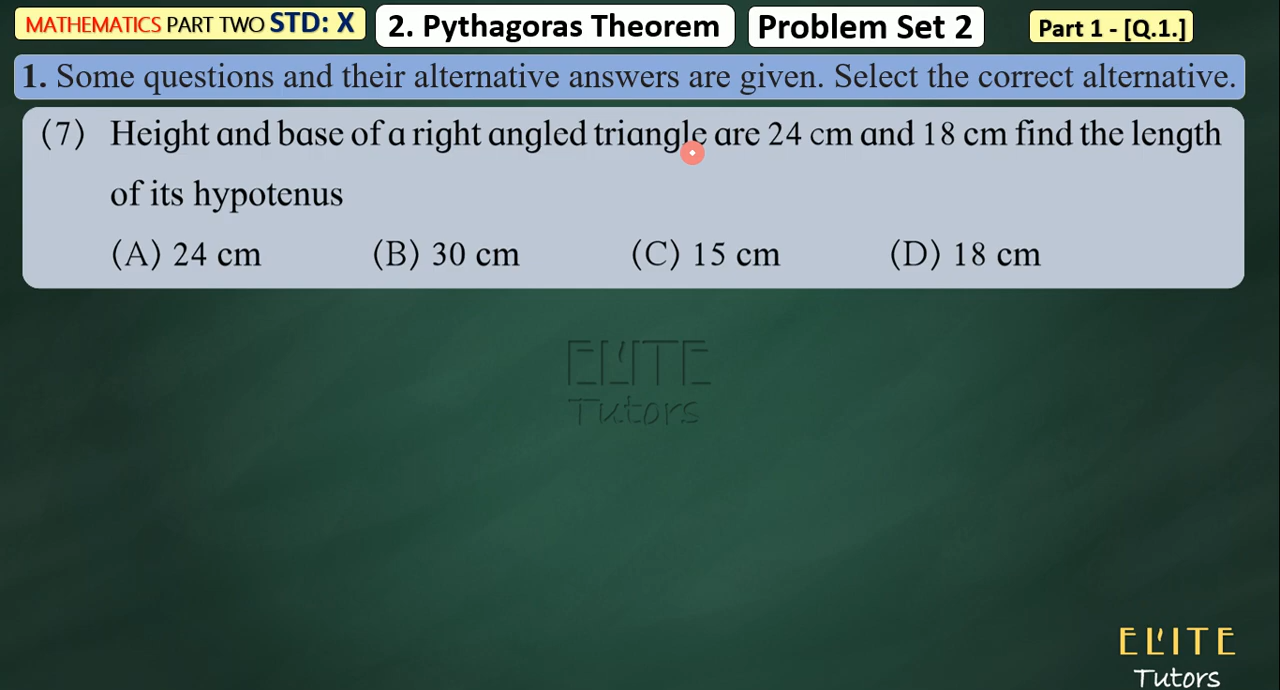 MATHEMATICS PART TWO STD: X 2. Pythagoras Theorem Problem Set 2 Part 1 - [Q.1.]
1. Some questions and their alternative answers are given. Select the correct alternative.
(7) Height and base of a right angled triangle are 24 cm and 18 cm find the length
of its hypotenus
(A) 24 cm (B) 30 cm (C) 15 cm (D) 18 cm
ELITE
Tutors
ELITE
Tutors